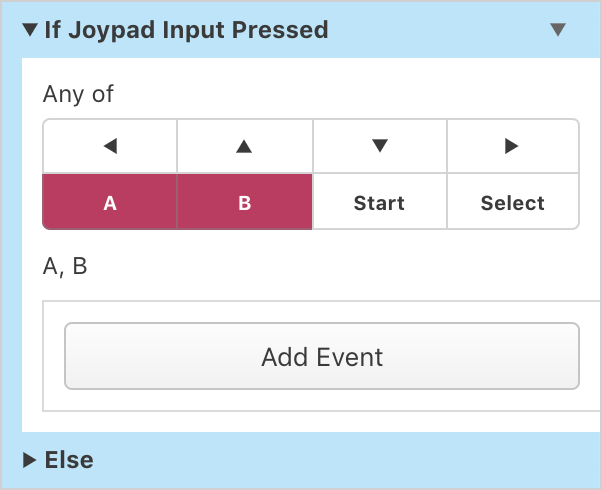 If Joypad Input Pressed
Any of
A B Start Select
A, B
Add Event
Else